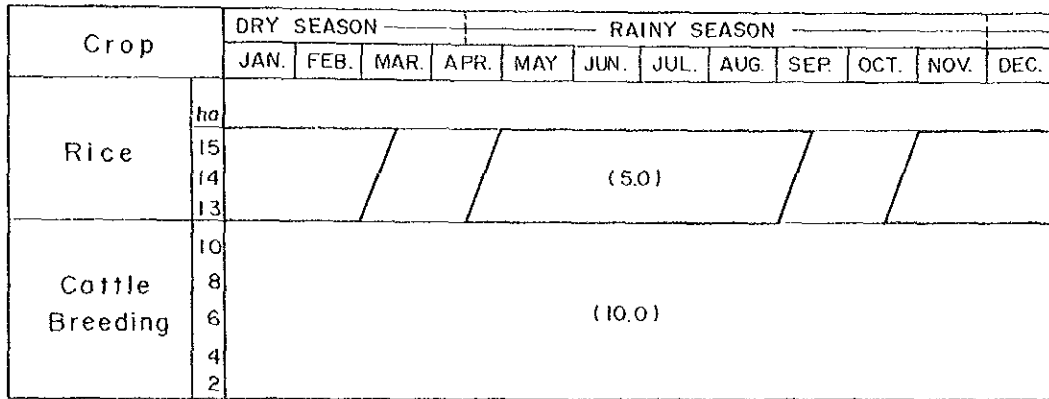 Crop
DRY SEASON RAINY SEASON
JAN. FEB. MAR. APR. MAY JUN. JUL. AUG. SEP. OCT. NOV. DEC.
ha
Rice
15
14
13
(5.0)
Cattle
Breeding
10
8
6
4
2
(10.0)